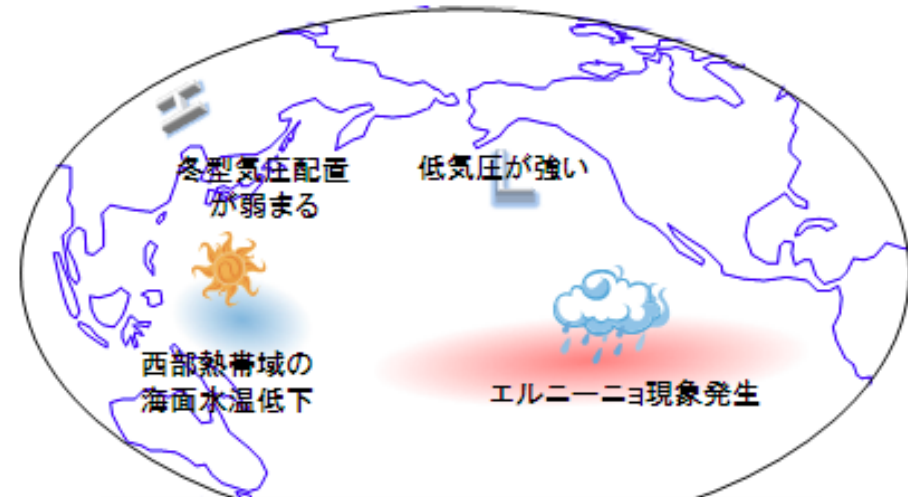 H
冬型気圧配置
が弱まる
低気圧が強い
L
西部熱帯域の
海面水温低下
エルニーニョ現象発生